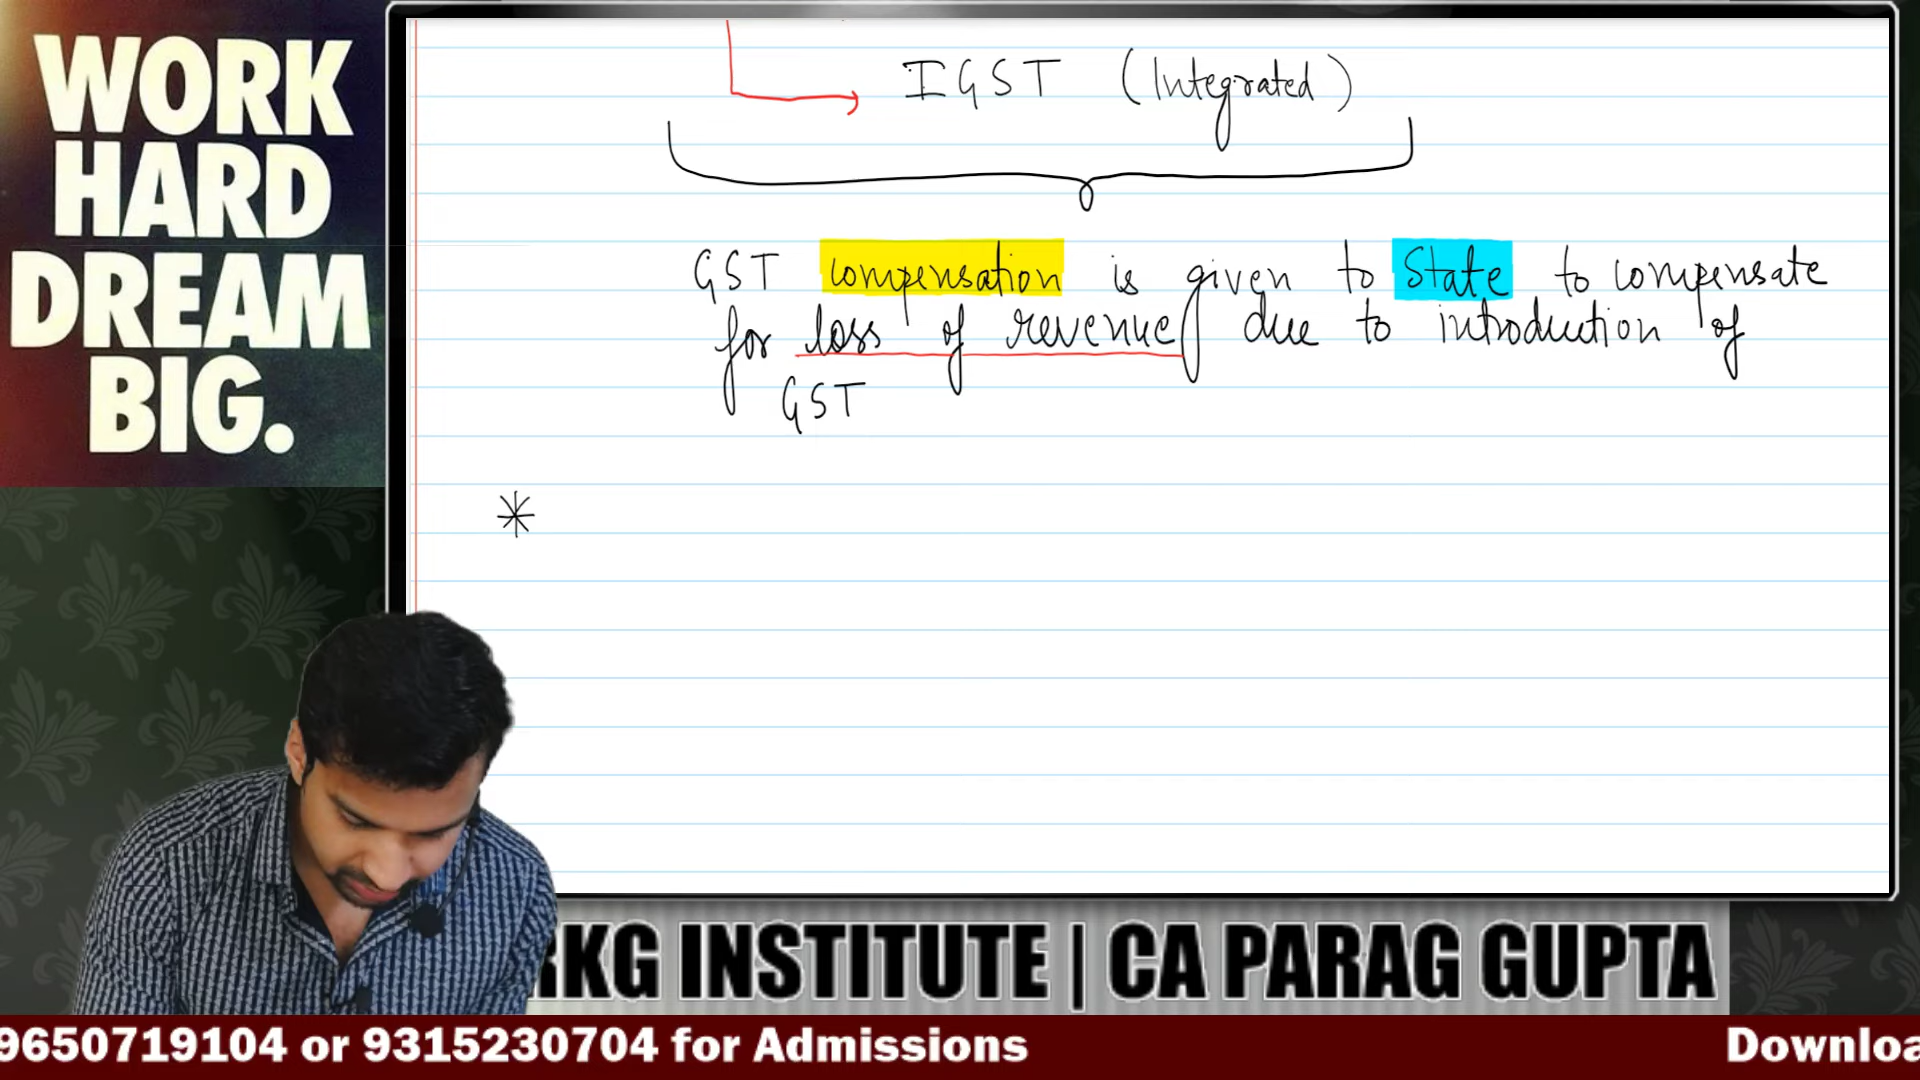 WORK
HARD
DREAM
BIG.
IGST (Integrated)
GST compensation is given to State to compensate
for loss of revenue due to introduction of
GST
*
RKG INSTITUTE | CA PARAG GUPTA
9650719104 or 9315230704 for Admissions
Downloa